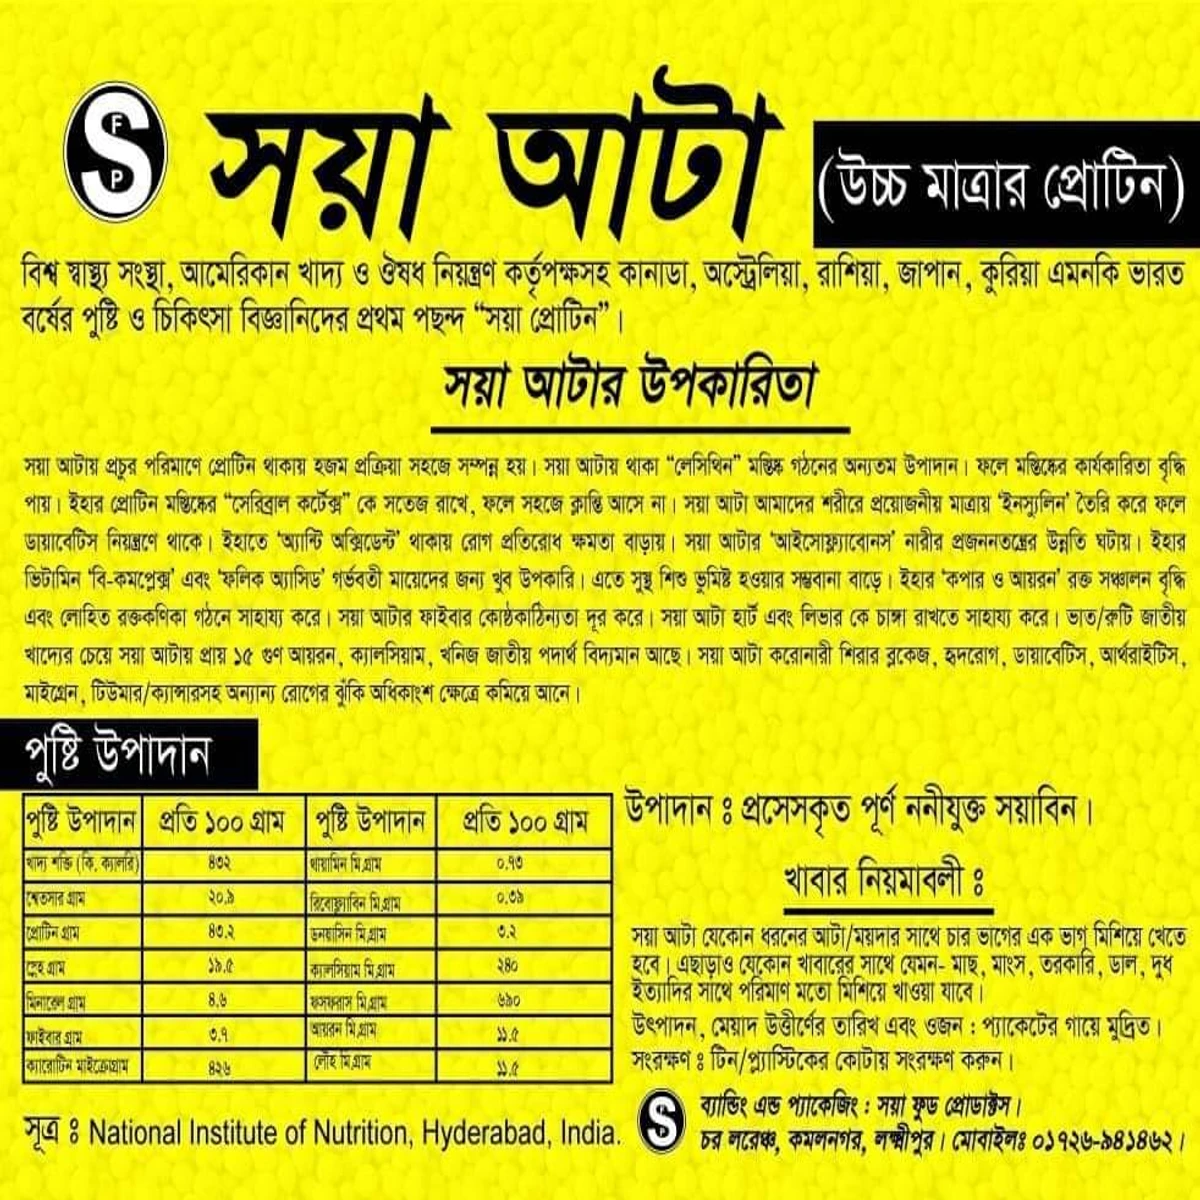 S
F
P
সয়া আটা
(উচ্চ মাত্রার প্রোটিন)
বিশ্ব স্বাস্থ্য সংস্থা, আমেরিকান খাদ্য ও ঔষধ নিয়ন্ত্রণ কর্তৃপক্ষসহ কানাডা, অস্ট্রেলিয়া, রাশিয়া, জাপান, কুরিয়া এমনকি ভারত
বর্ষের পুষ্টি ও চিকিৎসা বিজ্ঞানিদের প্রথম পছন্দ “সয়া প্রোটিন”।
সয়া আটার উপকারিতা
সয়া আটায় প্রচুর পরিমাণে প্রোটিন থাকায় হজম প্রক্রিয়া সহজে সম্পন্ন হয়। সয়া আটায় থাকা “লেসিথিন” মস্তিষ্ক গঠনের অন্যতম উপাদান। ফলে মস্তিষ্কের কার্যকারিতা বৃদ্ধি
পায়। ইহার প্রোটিন মস্তিষ্কের “সেরিব্রাল কর্টেক্স” কে সতেজ রাখে, ফলে সহজে ক্লান্তি আসে না। সয়া আটা আমাদের শরীরে প্রয়োজনীয় মাত্রায় ‘ইনস্যুলিন’ তৈরি করে ফলে
ডায়াবেটিস নিয়ন্ত্রণে থাকে। ইহাতে ‘অ্যান্টি অক্সিডেন্ট’ থাকায় রোগ প্রতিরোধ ক্ষমতা বাড়ায়। সয়া আটার ‘আইসোফ্ল্যাবোনস’ নারীর প্রজননতন্ত্রের উন্নতি ঘটায়। ইহার
ভিটামিন ‘বি-কমপ্লেক্স’ এবং ‘ফলিক অ্যাসিড’ গর্ভবতী মায়েদের জন্য খুব উপকারি। এতে সুস্থ শিশু ভুমিষ্ট হওয়ার সম্ভবানা বাড়ে। ইহার ‘কপার ও আয়রন’ রক্ত সঞ্চালন বৃদ্ধি
এবং লোহিত রক্তকণিকা গঠনে সাহায্য করে। সয়া আটার ফাইবার কোষ্ঠকাঠিন্যতা দূর করে। সয়া আটা হার্ট এবং লিভার কে চাঙ্গা রাখতে সাহায্য করে। ভাত/রুটি জাতীয়
খাদ্যের চেয়ে সয়া আটায় প্রায় ১৫ গুণ আয়রন, ক্যালসিয়াম, খনিজ জাতীয় পদার্থ বিদ্যমান আছে। সয়া আটা করোনারী শিরার ব্লকেজ, হৃদরোগ, ডায়াবেটিস, আর্থরাইটিস,
মাইগ্রেন, টিউমার/ক্যান্সারসহ অন্যান্য রোগের ঝুঁকি অধিকাংশ ক্ষেত্রে কমিয়ে আনে।
পুষ্টি উপাদান
পুষ্টি উপাদান প্রতি ১০০ গ্রাম পুষ্টি উপাদান প্রতি ১০০ গ্রাম
খাদ্য শক্তি (কি. ক্যালরি) ৪৩২ থায়ামিন মি.গ্রাম ০.৭৩
শ্বেতসার গ্রাম ২০.৯ রিবোফ্ল্যাবিন মি.গ্রাম ০.৩৯
প্রোটিন গ্রাম ৪৩.২ ডনয়াসিন মি.গ্রাম ৩.২
স্নেহ গ্রাম ১৯.৫ ক্যালসিয়াম মি.গ্রাম ২৪০
মিনারেল গ্রাম ৪.৬ ফসফরাস মি.গ্রাম ৬৯০
ফাইবার গ্রাম ৩.৭ আয়রন মি.গ্রাম ১১.৫
ক্যারোটিন মাইক্রোগ্রাম ৪২৬ লৌহ মি.গ্রাম ১১.৫
সূত্র ঃ National Institute of Nutrition, Hyderabad, India.
উপাদান ঃ প্রসেসকৃত পূর্ণ ননীযুক্ত সয়াবিন।
খাবার নিয়মাবলী ঃ
সয়া আটা যেকোন ধরনের আটা/ময়দার সাথে চার ভাগের এক ভাগ মিশিয়ে খেতে
হবে। এছাড়াও যেকোন খাবারের সাথে যেমন- মাছ, মাংস, তরকারি, ডাল, দুধ
ইত্যাদির সাথে পরিমাণ মতো মিশিয়ে খাওয়া যাবে।
উৎপাদন, মেয়াদ উত্তীর্ণের তারিখ এবং ওজন : প্যাকেটের গায়ে মুদ্রিত।
সংরক্ষণ ঃ টিন/প্ল্যাস্টিকের কোটায় সংরক্ষণ করুন।
S
ব্যান্ডিং এন্ড প্যাকেজিং : সয়া ফুড প্রোডাক্টস।
চর লরেঞ্চ, কমলনগর, লক্ষ্মীপুর। মোবাইলঃ ০১৭২৬-৯৪১৪৬২।